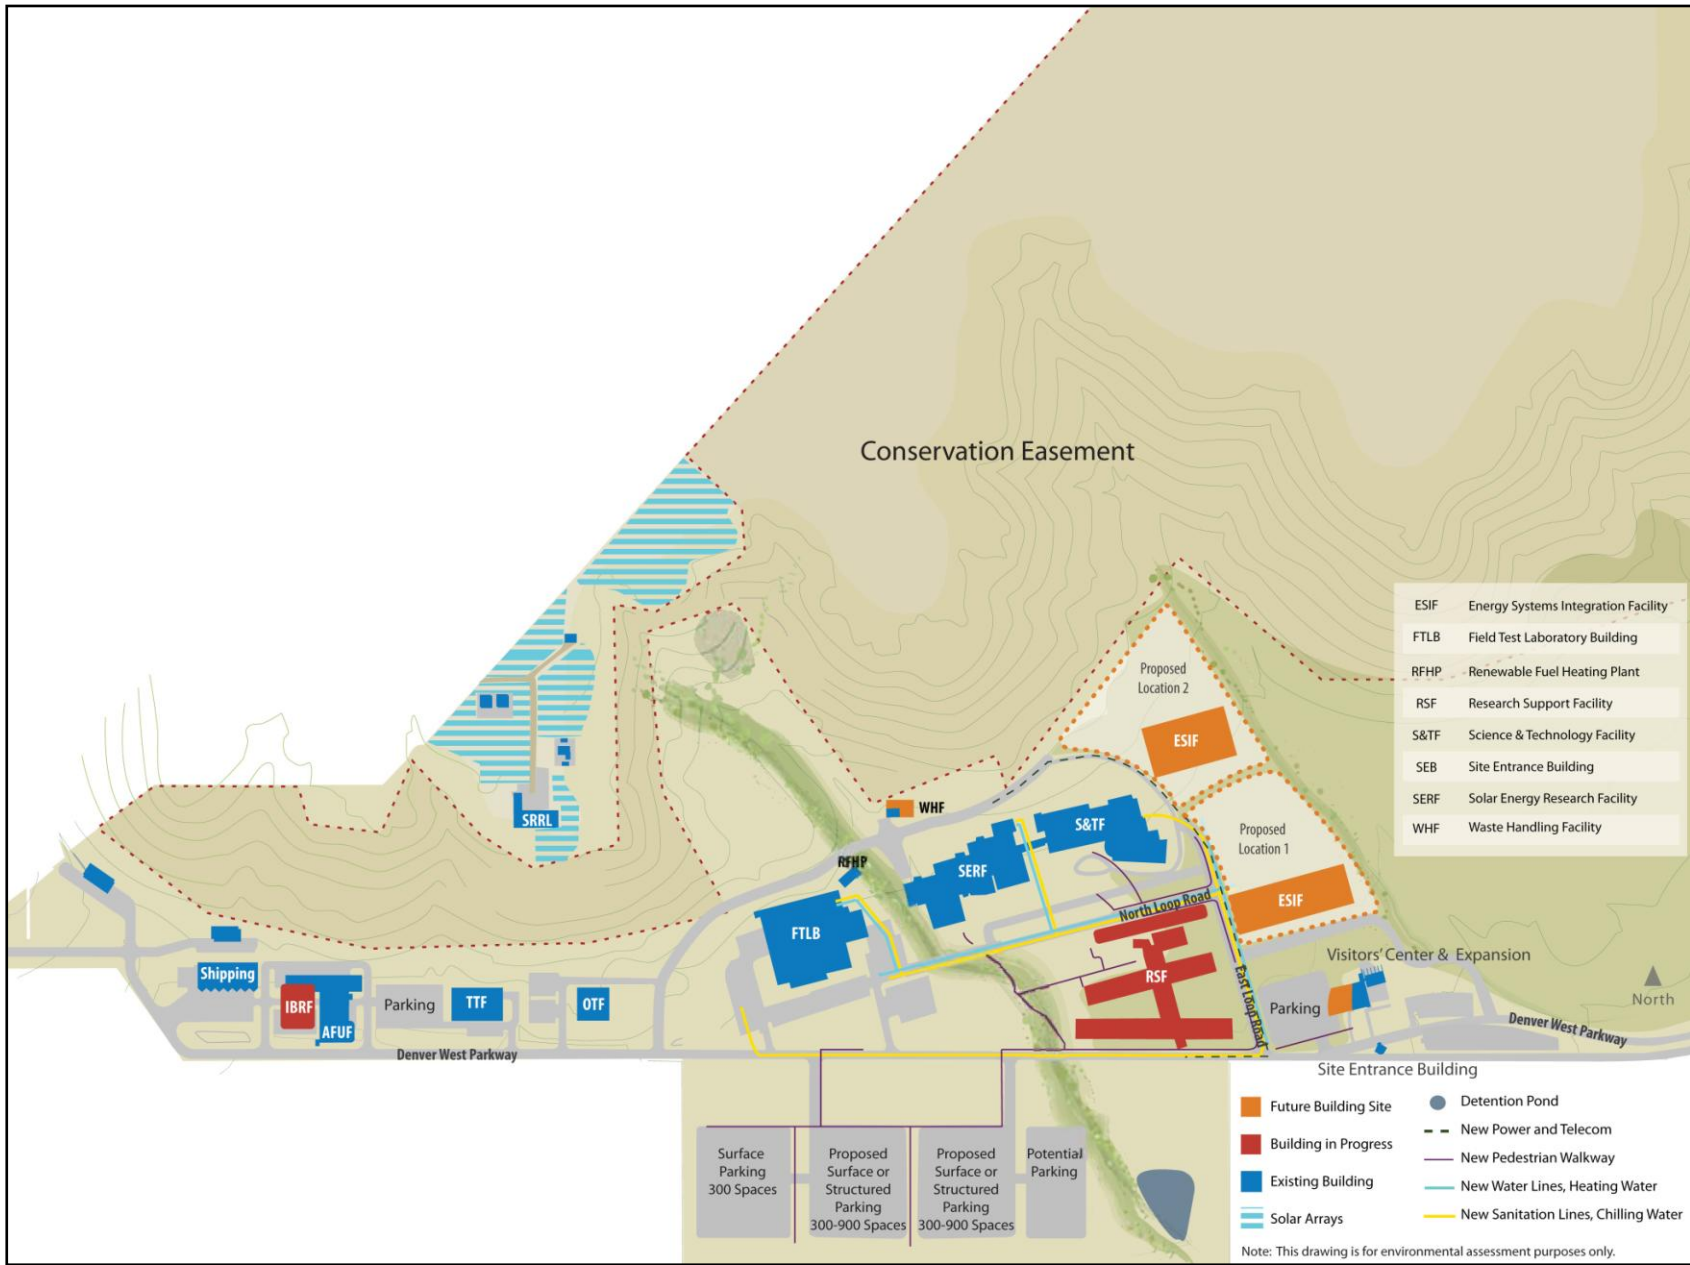 Conservation Easement
Proposed
Location 2
ESIF
WHF
S&TF
Proposed
Location 1
SRRL
RFHP
SERF
ESIF
North Loop Road
FTLB
Visitors' Center & Expansion
Shipping
IBRF
AFUF
Parking
TTF
OTF
RSF
East Loop Road
Parking
North
Denver West Parkway
Denver West Parkway
Site Entrance Building
Surface
Parking
300 Spaces
Proposed
Surface or
Structured
Parking
300-900 Spaces
Proposed
Surface or
Structured
Parking
300-900 Spaces
Potential
Parking
ESIF Energy Systems Integration Facility
FTLB Field Test Laboratory Building
RFHP Renewable Fuel Heating Plant
RSF Research Support Facility
S&TF Science & Technology Facility
SEB Site Entrance Building
SERF Solar Energy Research Facility
WHF Waste Handling Facility
Future Building Site
Building in Progress
Existing Building
Solar Arrays
Detention Pond
New Power and Telecom
New Pedestrian Walkway
New Water Lines, Heating Water
New Sanitation Lines, Chilling Water
Note: This drawing is for environmental assessment purposes only.